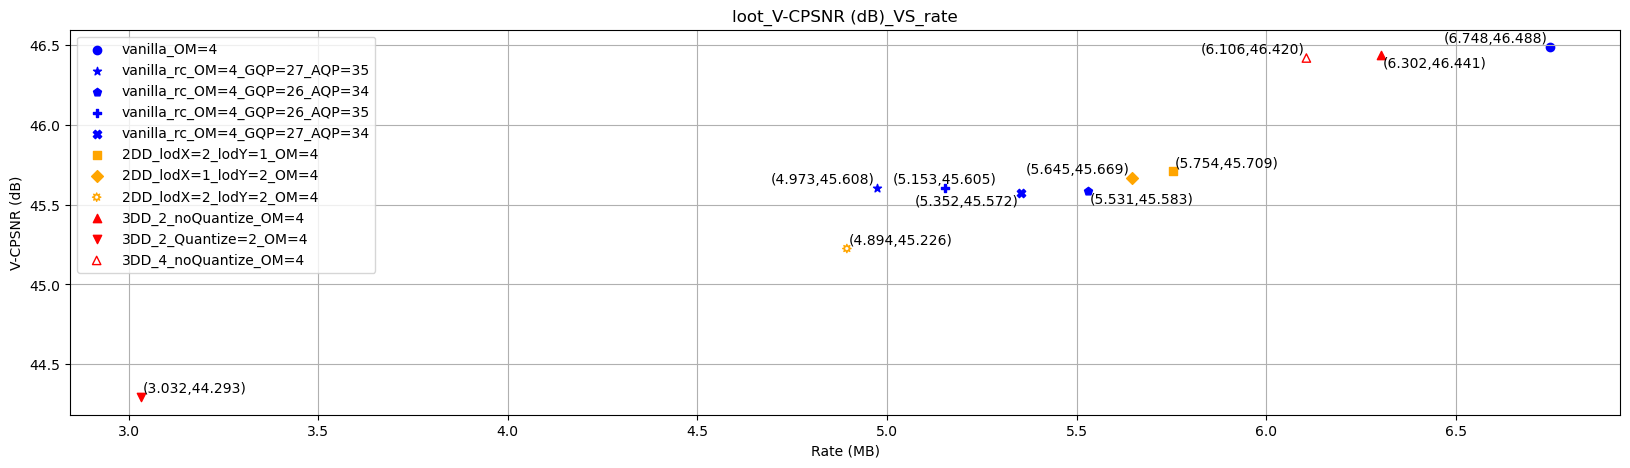 loot_V-CPSNR (dB)_VS_rate
vanilla_OM=4
vanilla_rc_OM=4_GQP=27_AQP=35
vanilla_rc_OM=4_GQP=26_AQP=34
vanilla_rc_OM=4_GQP=26_AQP=35
vanilla_rc_OM=4_GQP=27_AQP=34
2DD_lodX=2_lodY=1_OM=4
2DD_lodX=1_lodY=2_OM=4
2DD_lodX=2_lodY=2_OM=4
3DD_2_noQuantize_OM=4
3DD_2_Quantize=2_OM=4
3DD_4_noQuantize_OM=4
(6.748,46.488)
(6.106,46.420)
(6.302,46.441)
(5.754,45.709)
(5.645,45.669)
(4.973,45.608)
(5.153,45.605)
(5.352,45.572)
(5.531,45.583)
(4.894,45.226)
(3.032,44.293)
46.5
46.0
45.5
45.0
44.5
V-CPSNR (dB)
3.0
3.5
4.0
4.5
5.0
5.5
6.0
6.5
Rate (MB)